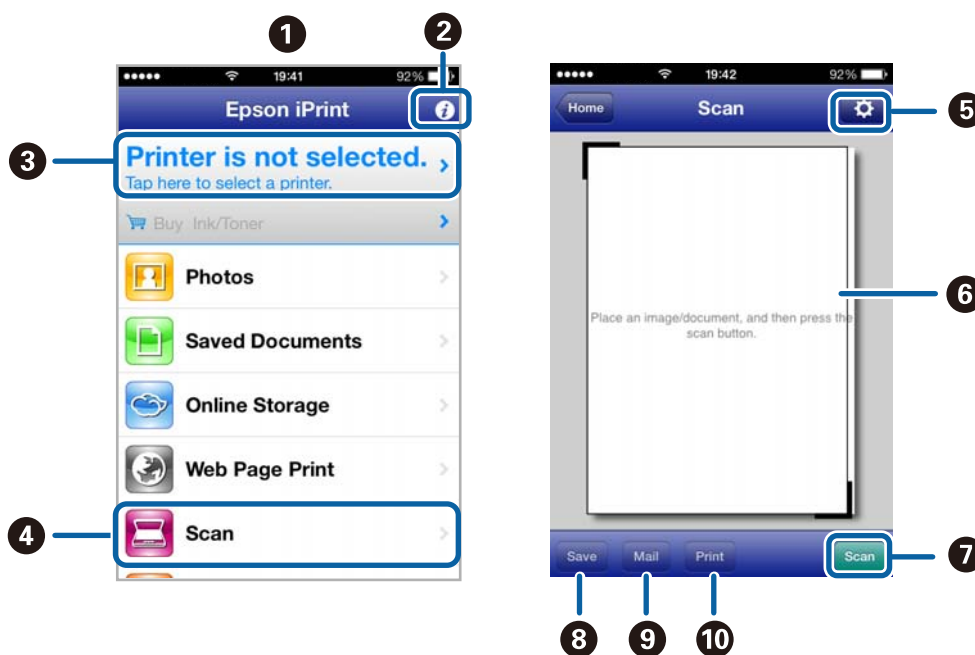 1
2
19:41
92%
Epson iPrint
i
3
Printer is not selected.
Tap here to select a printer.
Buy Ink/Toner
Photos
Saved Documents
Online Storage
Web Page Print
4
Scan
19:42
92%
Home
Scan
5
6
Place an image/document, and then press the
scan button.
Save
Mail
Print
Scan
7
8
9
10